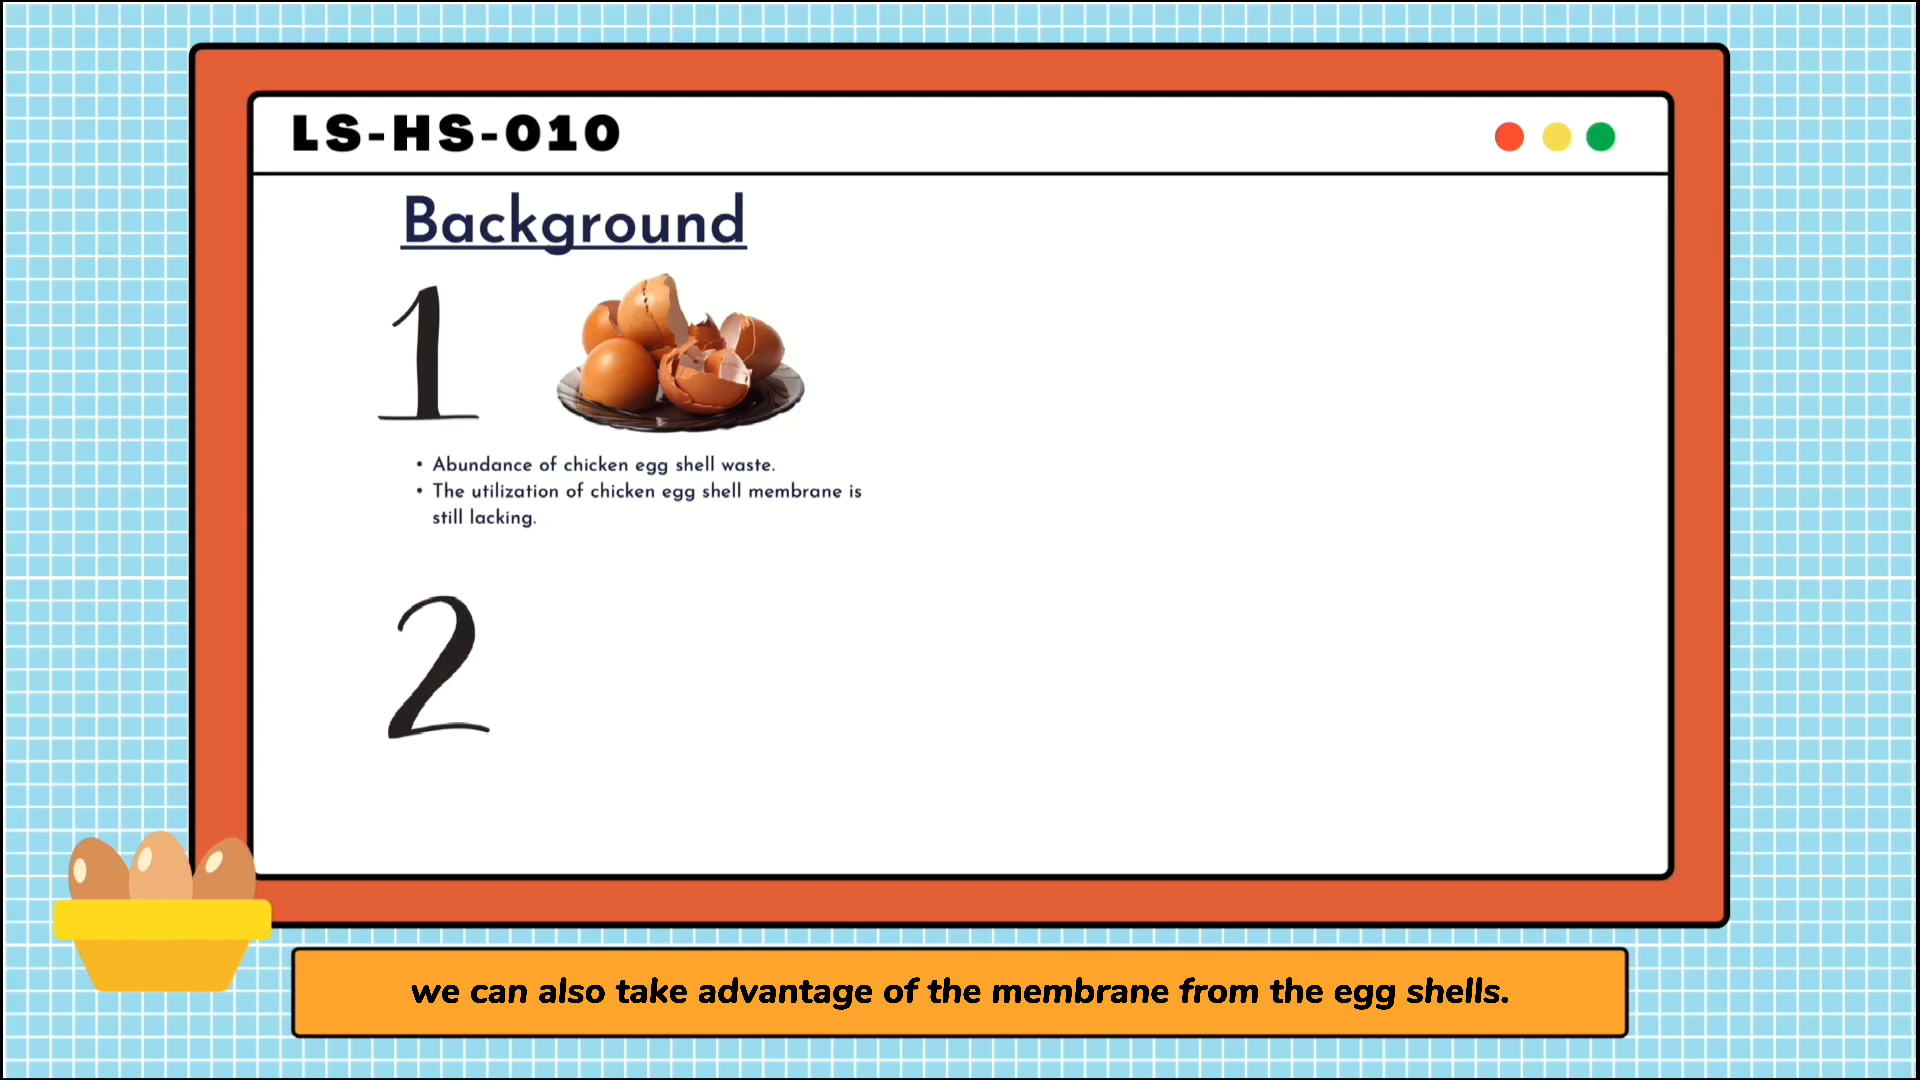 LS-HS-010
Background
1
• Abundance of chicken egg shell waste.
• The utilization of chicken egg shell membrane is
still lacking.
2
we can also take advantage of the membrane from the egg shells.